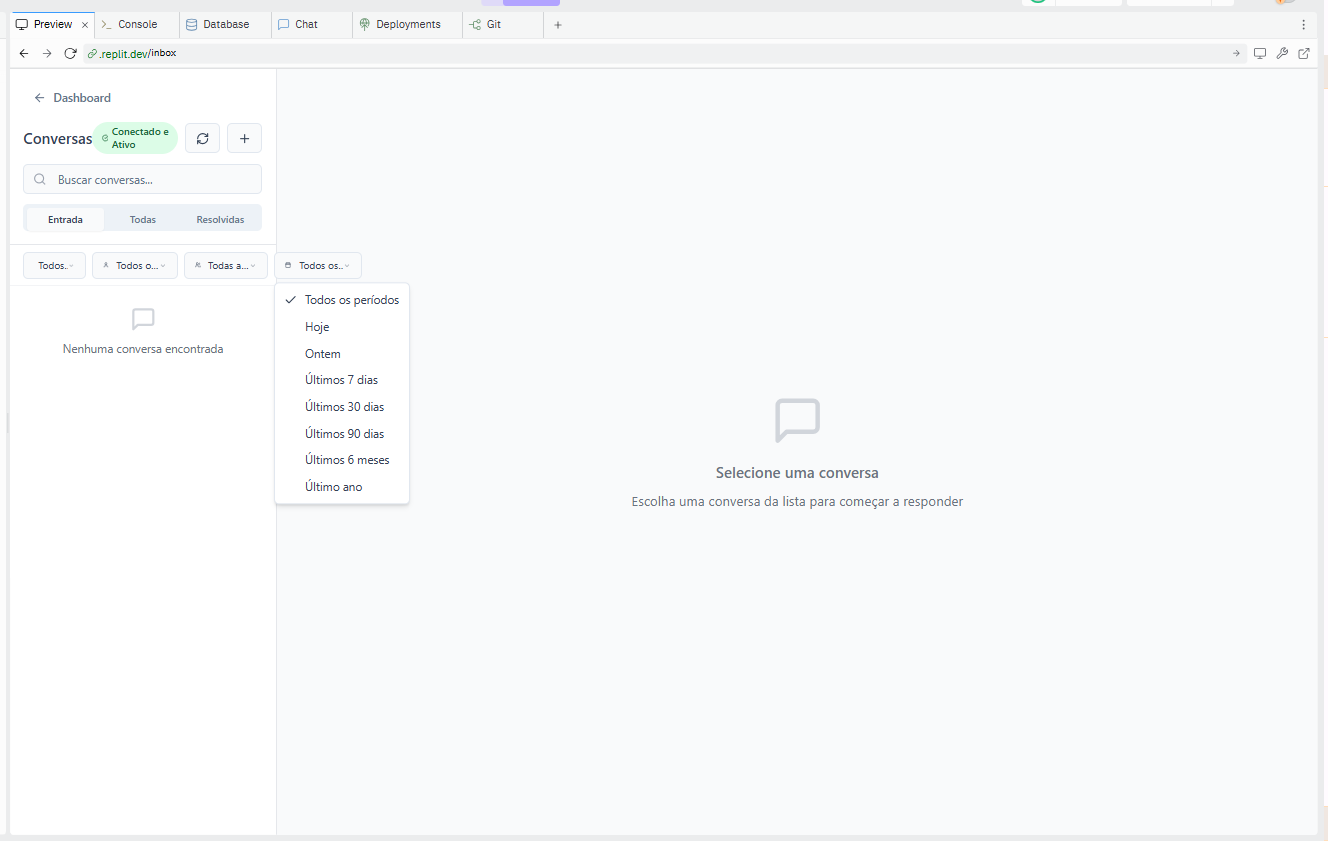 Preview
Console
Database
Chat
Deployments
Git
.replit.dev/inbox
Dashboard
Conversas
Conectado e
Ativo
Buscar conversas...
Entrada
Todas
Resolvidas
Todos..
Todos o...
Todas a...
Todos os..
Todos os períodos
Hoje
Ontem
Últimos 7 dias
Últimos 30 dias
Últimos 90 dias
Últimos 6 meses
Último ano
Nenhuma conversa encontrada
Selecione uma conversa
Escolha uma conversa da lista para começar a responder